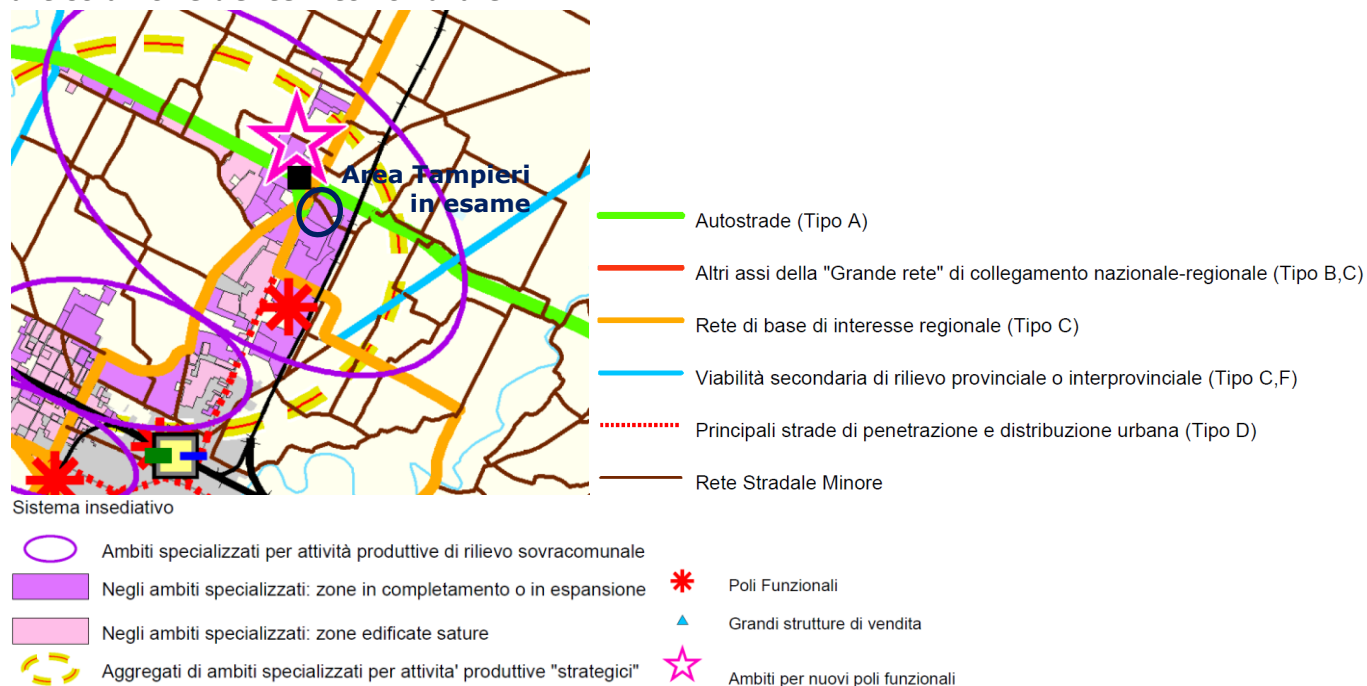 Area Tampieri
in esame
Autostrade (Tipo A)
Altri assi della "Grande rete" di collegamento nazionale-regionale (Tipo B,C)
Rete di base di interesse regionale (Tipo C)
Viabilità secondaria di rilievo provinciale o interprovinciale (Tipo C,F)
Principali strade di penetrazione e distribuzione urbana (Tipo D)
Rete Stradale Minore
Sistema insediativo
Ambiti specializzati per attività produttive di rilievo sovracomunale
Negli ambiti specializzati: zone in completamento o in espansione
Negli ambiti specializzati: zone edificate sature
Aggregati di ambiti specializzati per attivita' produttive "strategici"
Poli Funzionali
Grandi strutture di vendita
Ambiti per nuovi poli funzionali